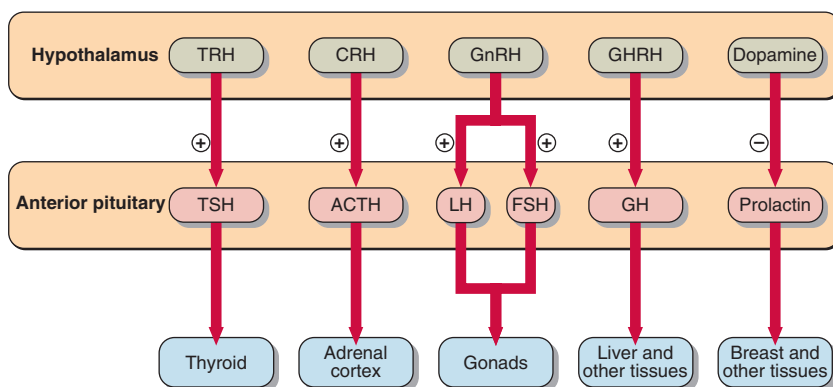 Hypothalamus TRH CRH GnRH GHRH Dopamine
+ + + + + −
Anterior pituitary TSH ACTH LH FSH GH Prolactin
Thyroid Adrenal cortex Gonads Liver and other tissues Breast and other tissues